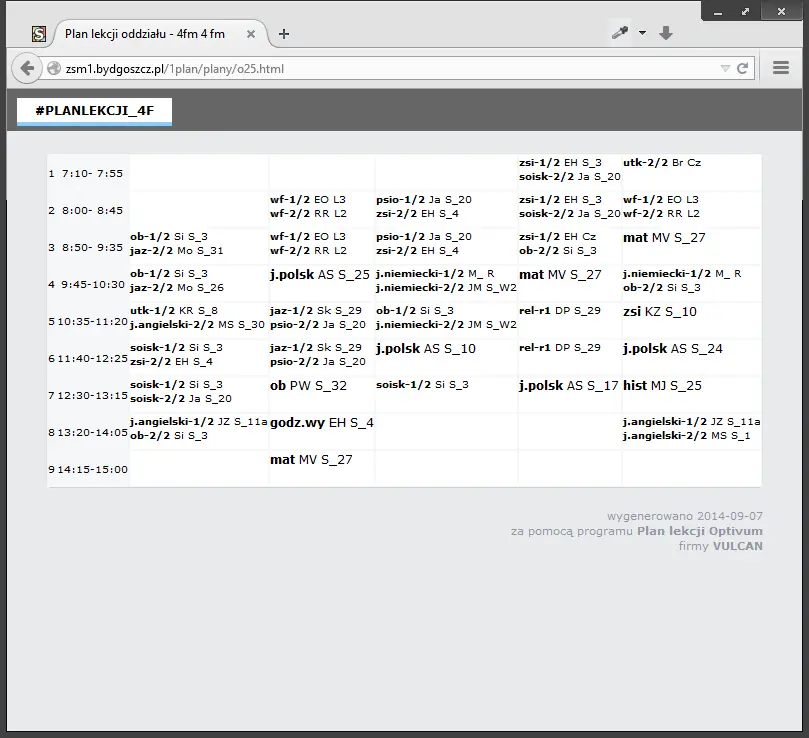 Plan lekcji oddziału - 4fm 4 fm
zsm1.bydgoszcz.pl/1plan/plany/o25.html
#PLANLEKCJI_4F
1 7:10- 7:55
zsi-1/2 EH S_3 utk-2/2 Br Cz
soisk-2/2 Ja S_20
2 8:00- 8:45
wf-1/2 EO L3 psio-1/2 Ja S_20 zsi-1/2 EH S_3 wf-1/2 EO L3
wf-2/2 RR L2 zsi-2/2 EH S_4 soisk-2/2 Ja S_20 wf-2/2 RR L2
3 8:50- 9:35
ob-1/2 Si S_3 wf-1/2 EO L3 psio-1/2 Ja S_20 zsi-1/2 EH Cz mat MV S_27
jaz-2/2 Mo S_31 wf-2/2 RR L2 zsi-2/2 EH S_4 ob-2/2 Si S_3
4 9:45-10:30
ob-1/2 Si S_3 j.polsk AS S_25 j.niemiecki-1/2 M_ R mat MV S_27 j.niemiecki-1/2 M_ R
jaz-2/2 Mo S_26 j.niemiecki-2/2 JM S_W2 ob-2/2 Si S_3
5 10:35-11:20
utk-1/2 KR S_8 jaz-1/2 Sk S_29 ob-1/2 Si S_3 rel-r1 DP S_29 zsi KZ S_10
j.angielski-2/2 MS S_30 psio-2/2 Ja S_20 j.niemiecki-2/2 JM S_W2
6 11:40-12:25
soisk-1/2 Si S_3 jaz-1/2 Sk S_29 j.polsk AS S_10 rel-r1 DP S_29 j.polsk AS S_24
zsi-2/2 EH S_4 psio-2/2 Ja S_20
7 12:30-13:15
soisk-1/2 Si S_3 ob PW S_32 soisk-1/2 Si S_3 j.polsk AS S_17 hist MJ S_25
soisk-2/2 Ja S_20
8 13:20-14:05
j.angielski-1/2 JZ S_11a godz.wy EH S_4 j.angielski-1/2 JZ S_11a
ob-2/2 Si S_3 j.angielski-2/2 MS S_1
9 14:15-15:00
mat MV S_27
wygenerowano 2014-09-07
za pomocą programu Plan lekcji Optivum
firmy VULCAN